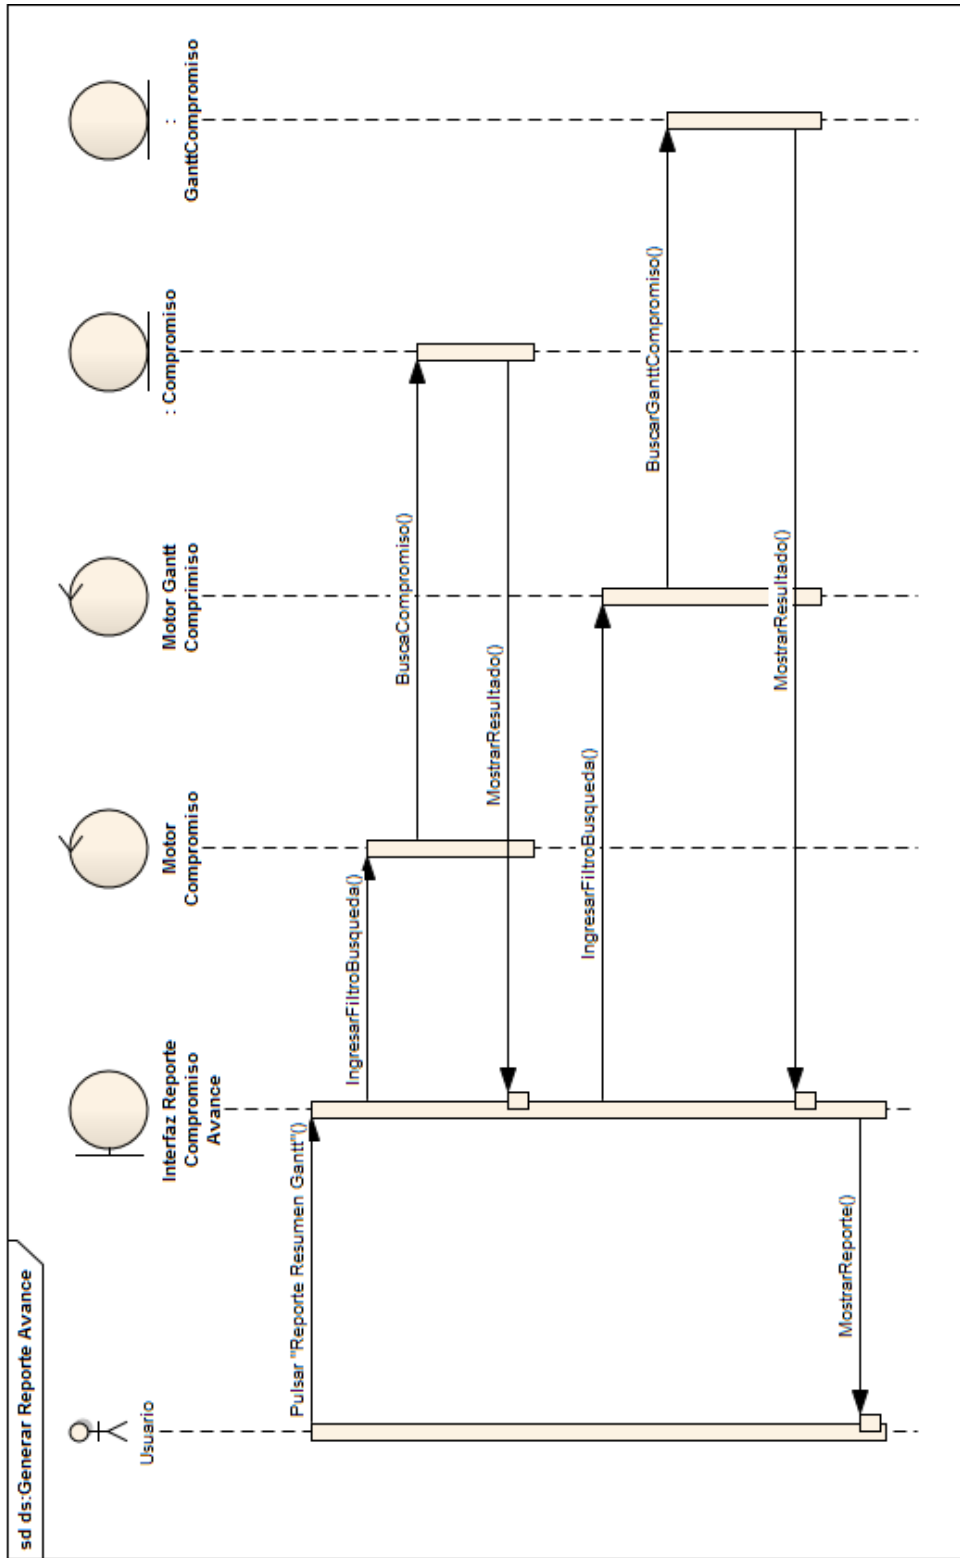 sd ds:Generar Reporte Avance
Usuario
Interfaz Reporte
Compromiso
Avance
Motor
Compromiso
Motor Gantt
Comprimiso
: Compromiso
:
GanttCompromiso
Pulsar "Reporte Resumen Gantt"()
IngresarFiltroBusqueda()
BuscaCompromiso()
MostrarResultado()
IngresarFiltroBusqueda()
BuscarGanttCompromiso()
MostrarResultado()
MostrarReporte()